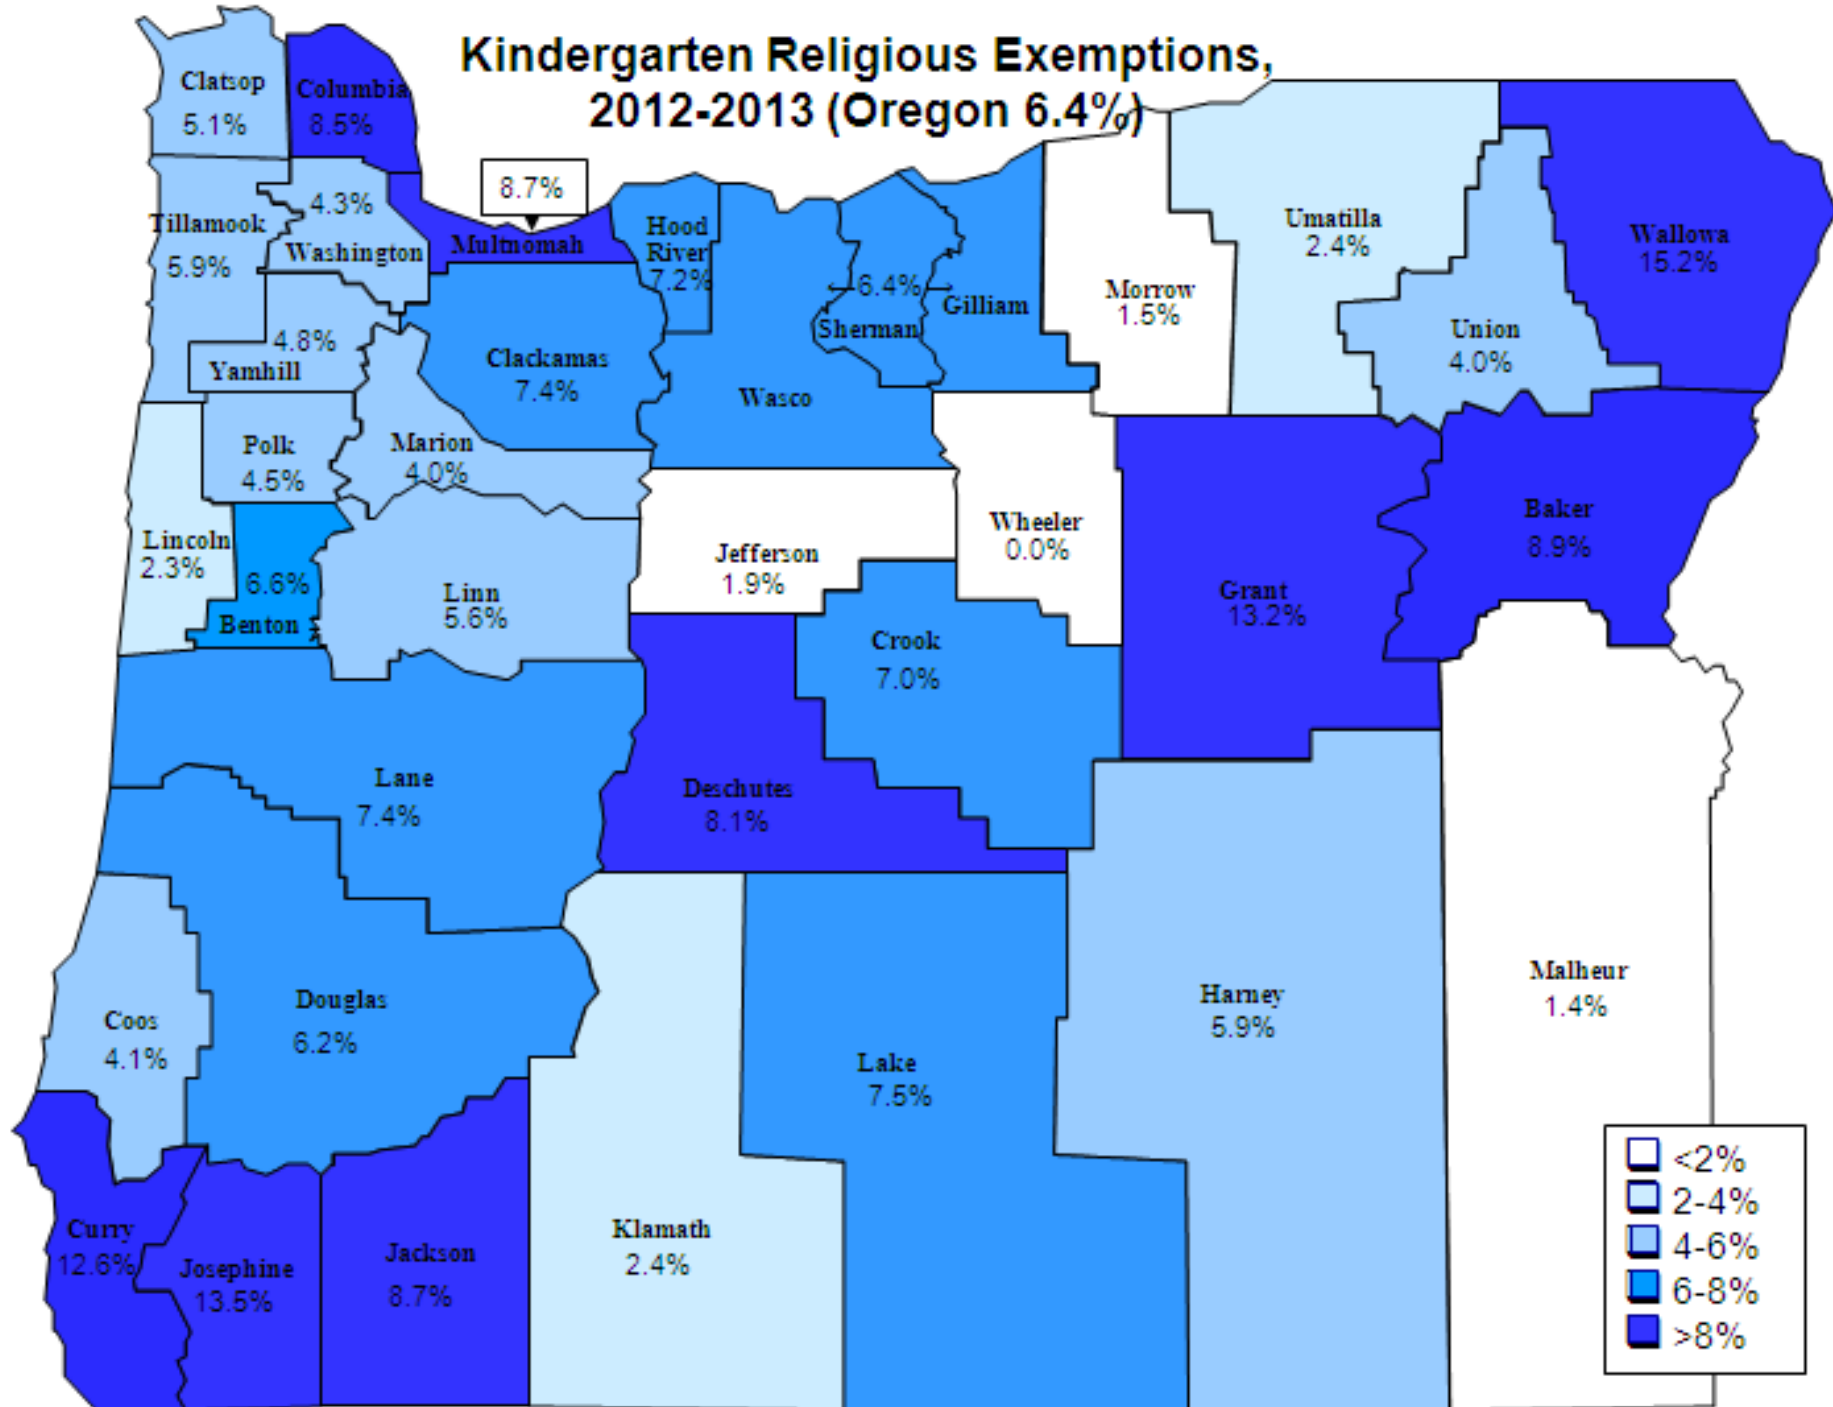 Kindergarten Religious Exemptions,
2012-2013 (Oregon 6.4%)
Clatsop
5.1%
Columbia
8.5%
8.7%
Multnomah
Tillamook
5.9%
4.3%
Washington
Hood
River
7.2%
6.4%
Sherman
Gilliam
Morrow
1.5%
Umatilla
2.4%
Wallowa
15.2%
Union
4.0%
4.8%
Yamhill
Clackamas
7.4%
Wasco
Polk
4.5%
Marion
4.0%
Lincoln
2.3%
6.6%
Benton
Linn
5.6%
Jefferson
1.9%
Wheeler
0.0%
Grant
13.2%
Baker
8.9%
Crook
7.0%
Lane
7.4%
Deschutes
8.1%
Coos
4.1%
Douglas
6.2%
Lake
7.5%
Harney
5.9%
Malheur
1.4%
Curry
12.6%
Josephine
13.5%
Jackson
8.7%
Klamath
2.4%
<2%
2-4%
4-6%
6-8%
>8%